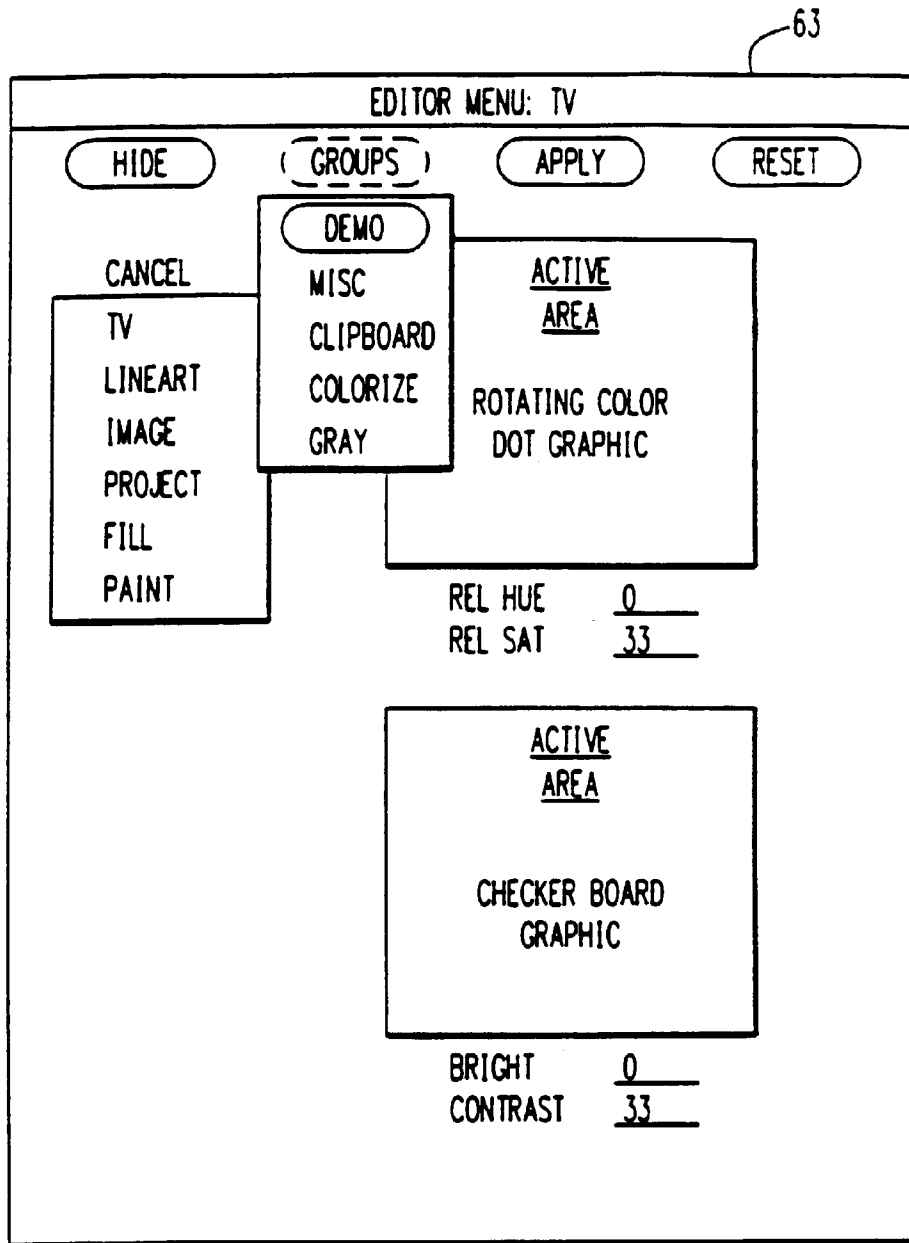 63
EDITOR MENU: TV
HIDE GROUPS APPLY RESET
DEMO
MISC
CLIPBOARD
COLORIZE
GRAY
CANCEL
TV
LINEART
IMAGE
PROJECT
FILL
PAINT
ACTIVE
AREA
ROTATING COLOR
DOT GRAPHIC
REL HUE 0
REL SAT 33
ACTIVE
AREA
CHECKER BOARD
GRAPHIC
BRIGHT 0
CONTRAST 33